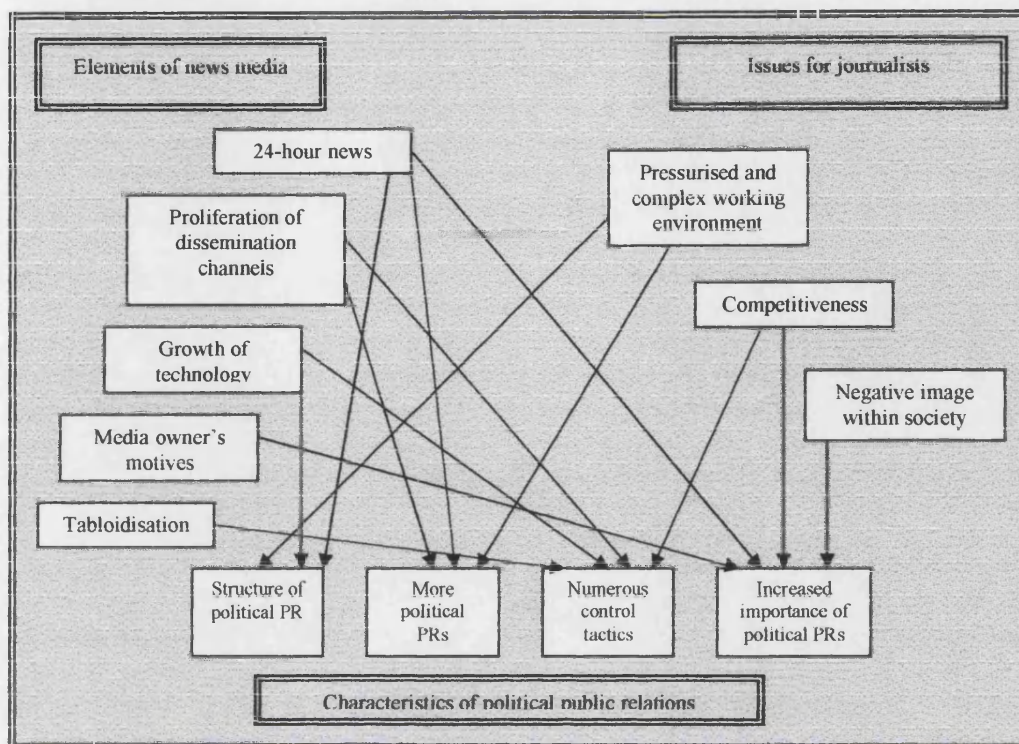 Elements of news media
Issues for journalists
24-hour news
Pressurised and
complex working
environment
Proliferation of
dissemination
channels
Competitiveness
Growth of
technology
Negative image
within society
Media owner's
motives
Tabloidisation
Structure of
political PR
More
political
PRs
Numerous
control
tactics
Increased
importance of
political PRs
Characteristics of political public relations